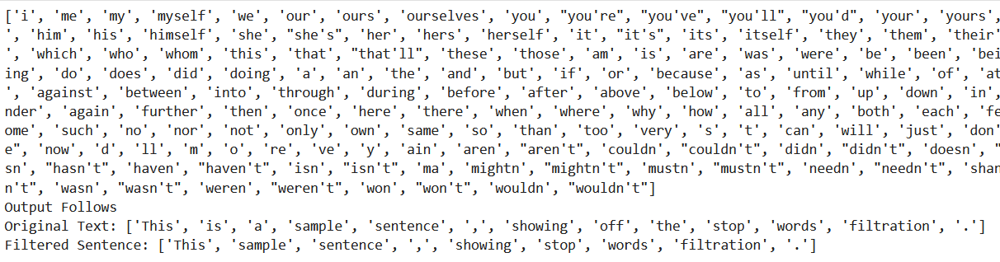 ['i', 'me', 'my', 'myself', 'we', 'our', 'ours', 'ourselves', 'you', "you're", "you've", "you'll", "you'd", 'your', 'yours',
', 'him', 'his', 'himself', 'she', "she's", 'her', 'hers', 'herself', 'it', "it's", 'its', 'itself', 'they', 'them', 'their'
', 'which', 'who', 'whom', 'this', 'that', "that'll", 'these', 'those', 'am', 'is', 'are', 'was', 'were', 'be', 'been', 'bei
ing', 'do', 'does', 'did', 'doing', 'a', 'an', 'the', 'and', 'but', 'if', 'or', 'because', 'as', 'until', 'while', 'of', 'at
', 'against', 'between', 'into', 'through', 'during', 'before', 'after', 'above', 'below', 'to', 'from', 'up', 'down', 'in',
nder', 'again', 'further', 'then', 'once', 'here', 'there', 'when', 'where', 'why', 'how', 'all', 'any', 'both', 'each', 'fe
ome', 'such', 'no', 'nor', 'not', 'only', 'own', 'same', 'so', 'than', 'too', 'very', 's', 't', 'can', 'will', 'just', 'don'
e", 'now', 'd', 'll', 'm', 'o', 're', 've', 'y', 'ain', 'aren', "aren't", 'couldn', "couldn't", 'didn', "didn't", 'doesn', "
sn', "hasn't", 'haven', "haven't", 'isn', "isn't", 'ma', 'mightn', "mightn't", 'mustn', "mustn't", 'needn', "needn't", 'shan
n't", 'wasn', "wasn't", 'weren', "weren't", 'won', "won't", 'wouldn', "wouldn't"]
Output Follows
Original Text: ['This', 'is', 'a', 'sample', 'sentence', ',', 'showing', 'off', 'the', 'stop', 'words', 'filtration', '.']
Filtered Sentence: ['This', 'sample', 'sentence', ',', 'showing', 'stop', 'words', 'filtration', '.']